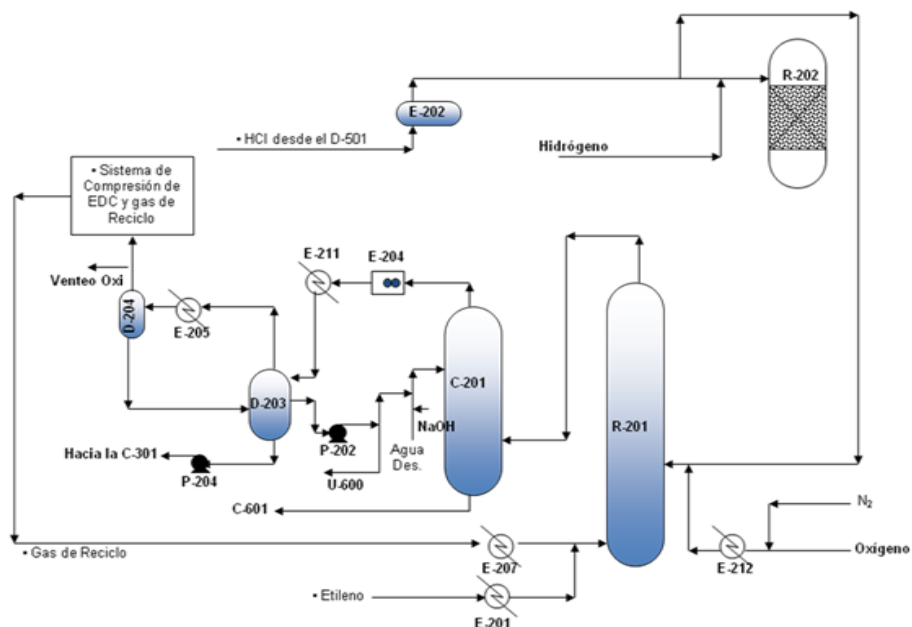 R-202
E-202
▪ HCl desde el D-501
Hidrógeno
▪ Sistema de
Compresión de
EDC y gas de
Reciclo
Venteo Oxi
E-211
E-204
D-204
E-205
C-201
D-203
R-201
NaOH
P-202
Agua
Des.
Hacia la C-301
P-204
U-600
C-601
N₂
Oxígeno
E-212
▪ Gas de Reciclo
E-207
▪ Etileno
E-201